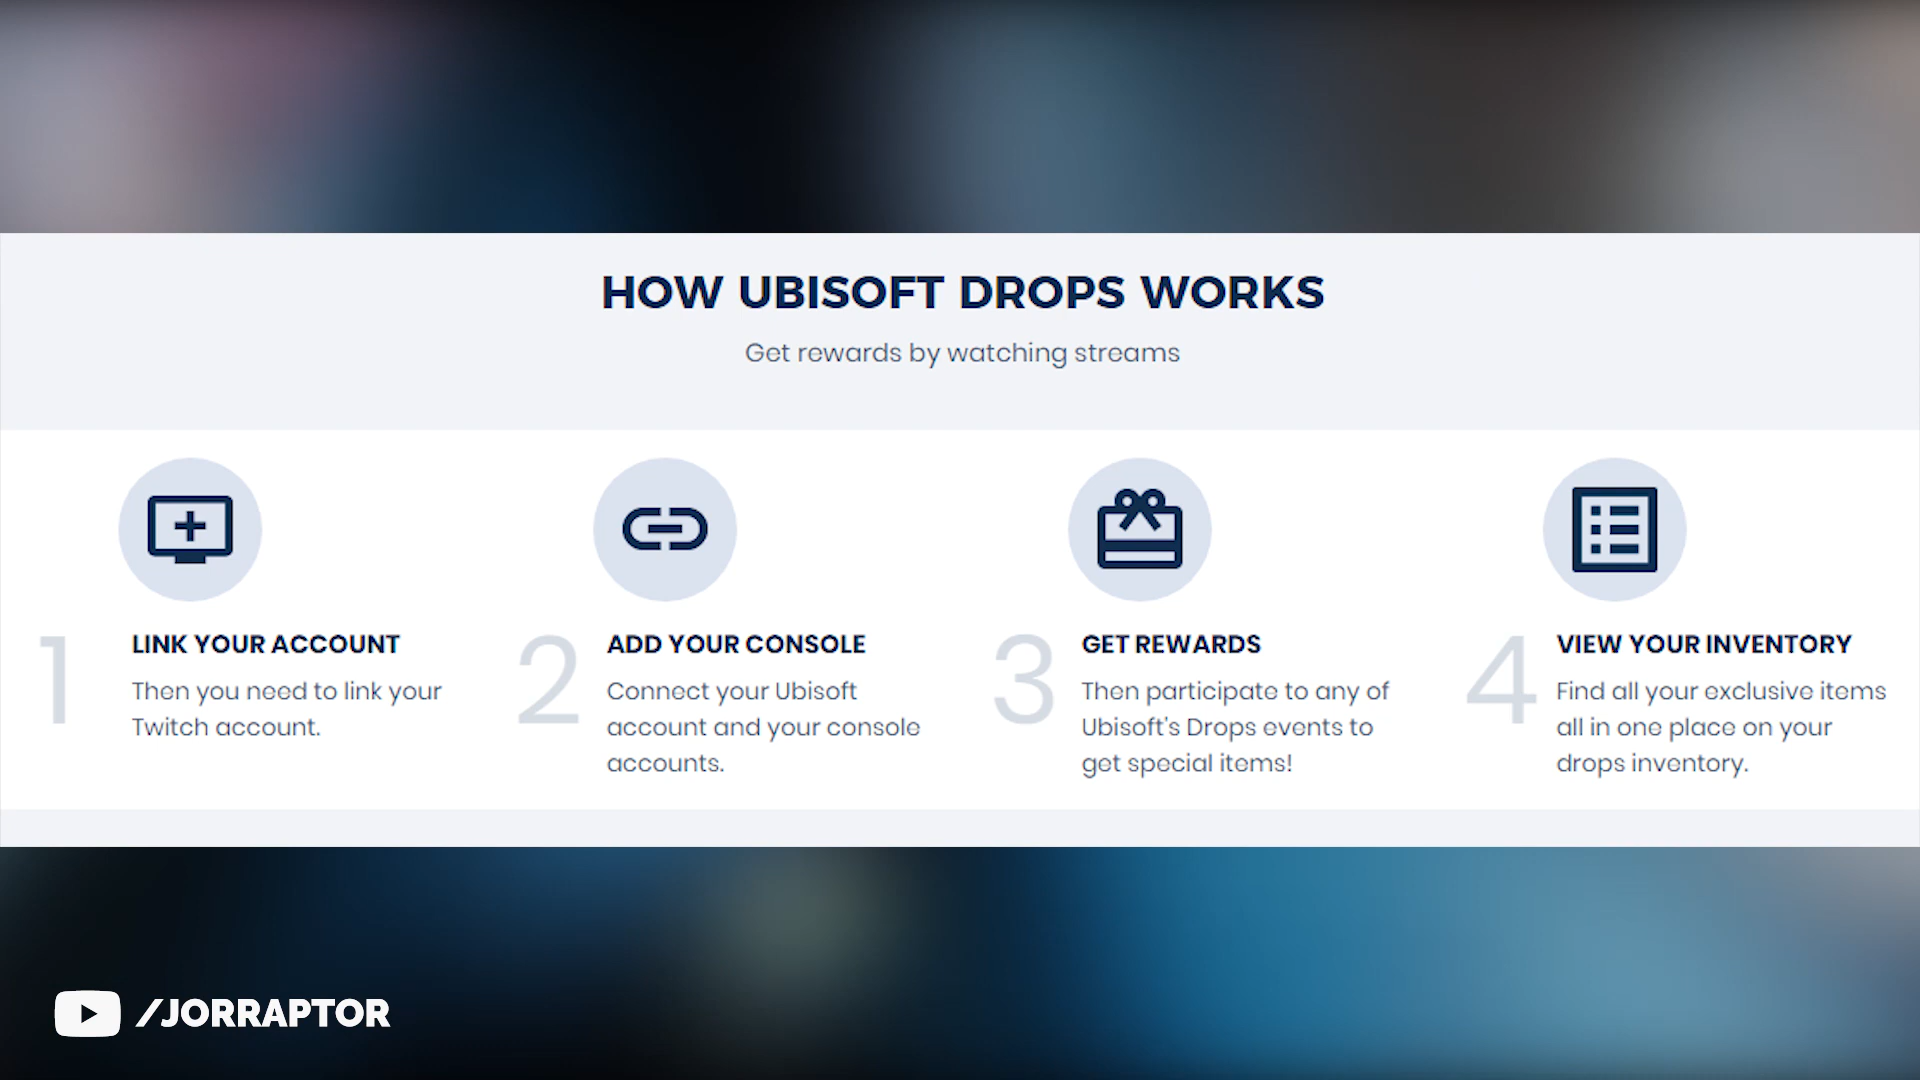 HOW UBISOFT DROPS WORKS
Get rewards by watching streams
1
LINK YOUR ACCOUNT
Then you need to link your
Twitch account.
2
ADD YOUR CONSOLE
Connect your Ubisoft
account and your console
accounts.
3
GET REWARDS
Then participate to any of
Ubisoft's Drops events to
get special items!
4
VIEW YOUR INVENTORY
Find all your exclusive items
all in one place on your
drops inventory.
/JORRAPTOR